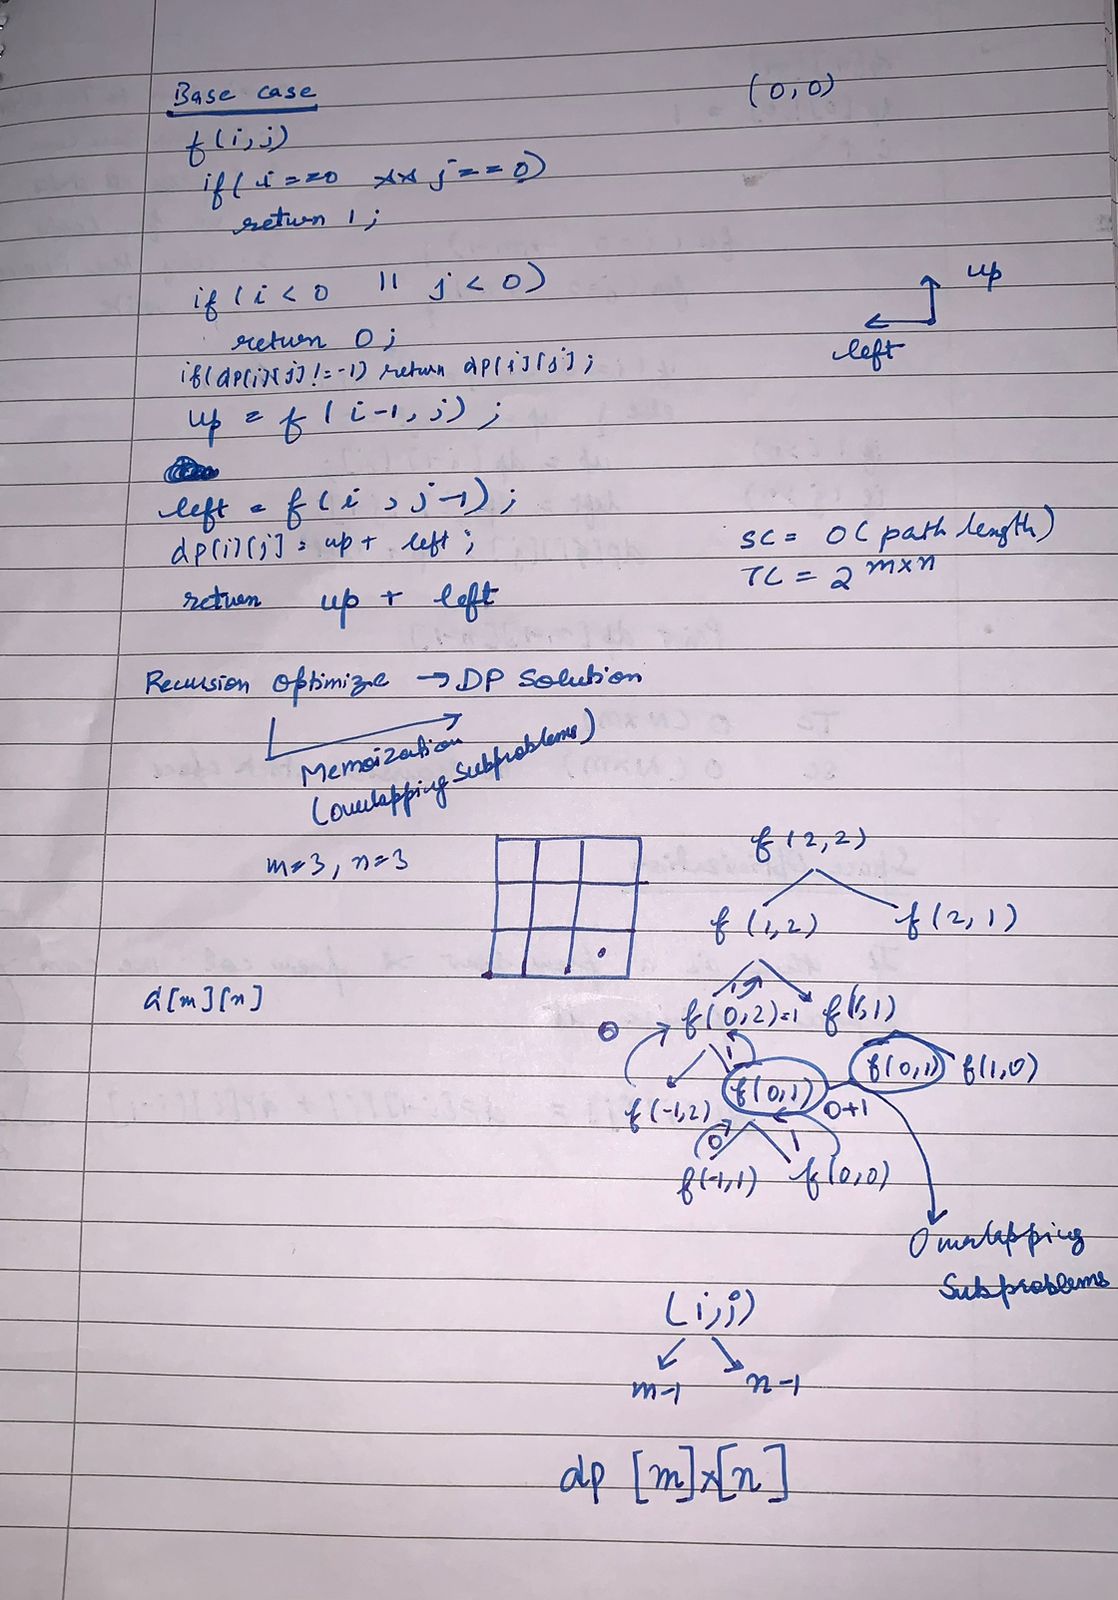 Base case
(0,0)
f(i,j)
if(i==0 && j==0)
return 1;
if(i<0 || j<0)
return 0;
up
left
if(dp[i][j]!=-1) return dp[i][j];
up = f(i-1,j);
left = f(i,j-1);
dp[i][j]=up+left;
return up + left
SC = O(path length)
TC = 2^m×n
Recursion optimize → DP Solution
Memoization
(overlapping subproblems)
m=3, n=3
f(2,2)
f(1,2) f(2,1)
a[m][n]
1
0 f(0,2)=1 f(1,1)
1
f(0,1) f(1,0)
f(-1,2) f(0,1) 0+1
0 1
f(-1,1) f(0,0)
Overlapping
Subproblems
(i,j)
m-1 n-1
dp [m]×[n]